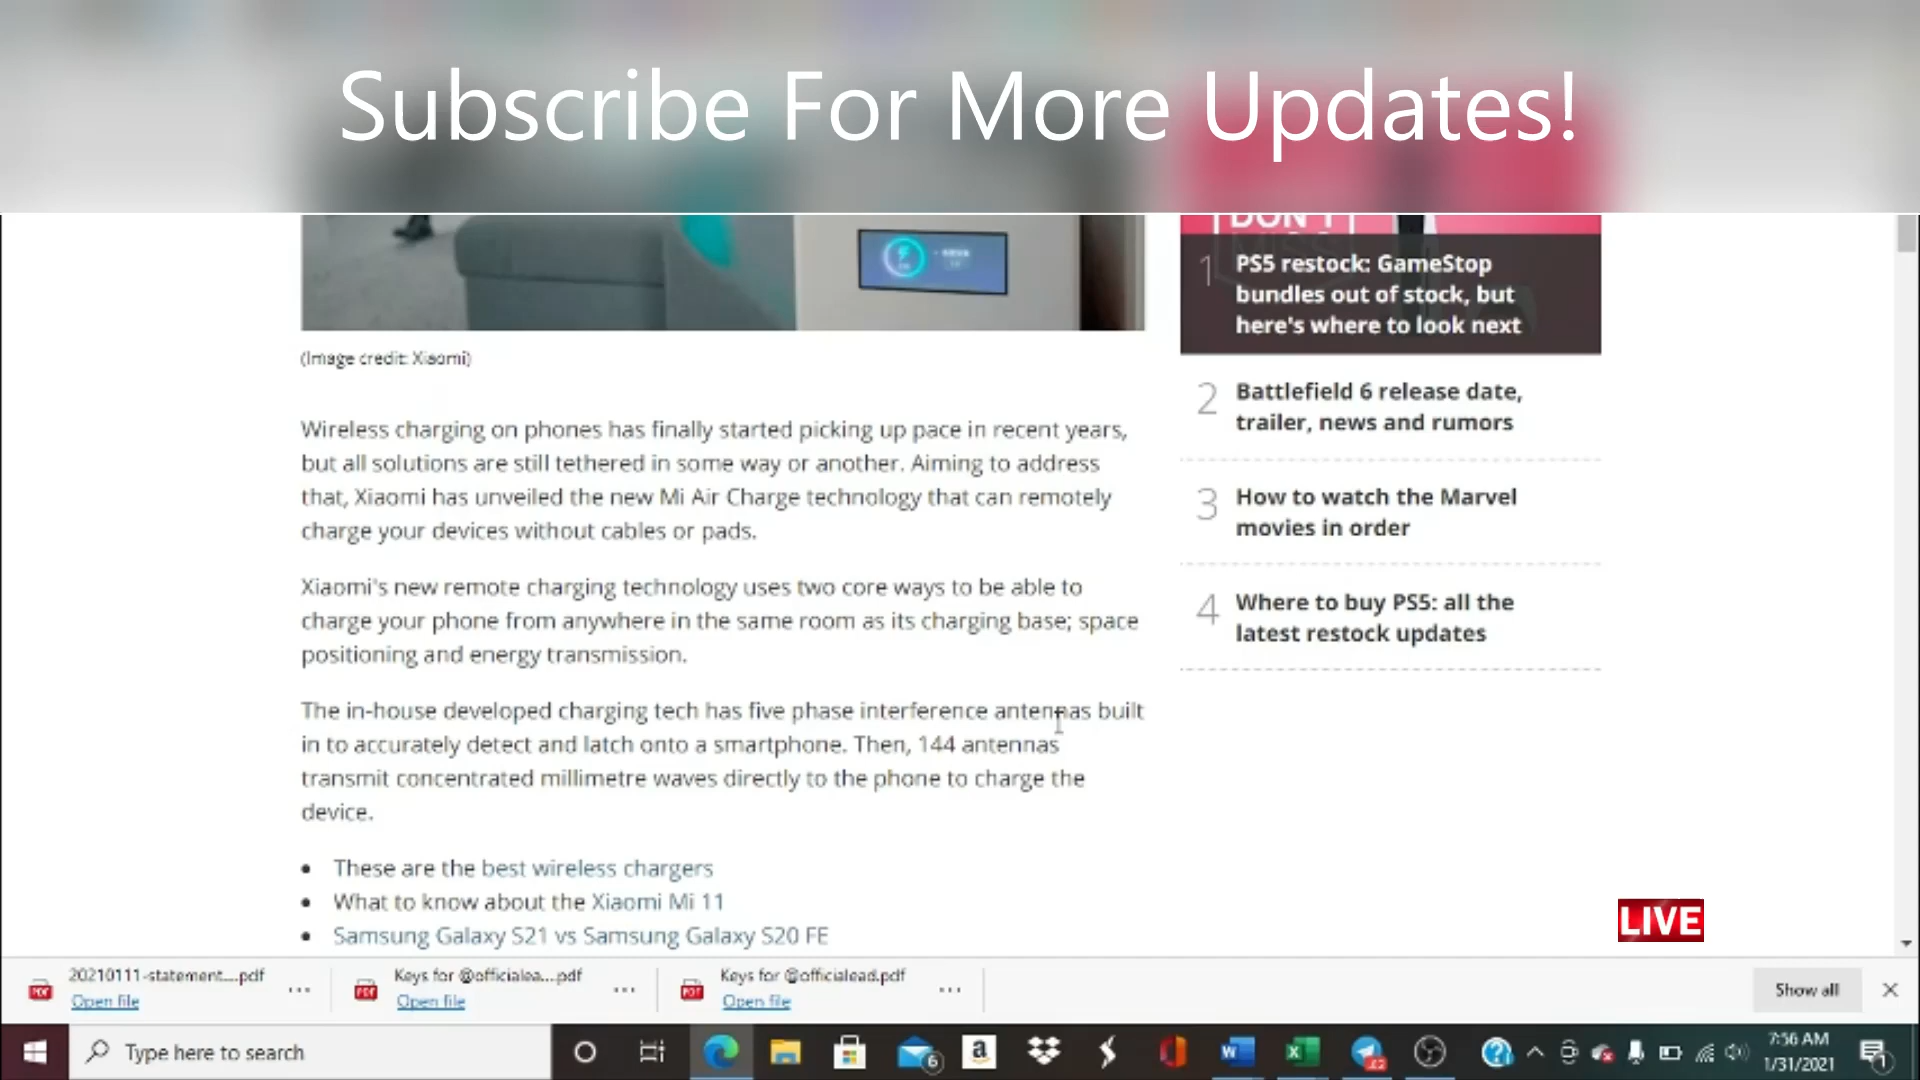 Subscribe For More Updates!
(Image credit: Xiaomi)
Wireless charging on phones has finally started picking up pace in recent years,
but all solutions are still tethered in some way or another. Aiming to address
that, Xiaomi has unveiled the new Mi Air Charge technology that can remotely
charge your devices without cables or pads.
Xiaomi's new remote charging technology uses two core ways to be able to
charge your phone from anywhere in the same room as its charging base; space
positioning and energy transmission.
The in-house developed charging tech has five phase interference antennas built
in to accurately detect and latch onto a smartphone. Then, 144 antennas
transmit concentrated millimetre waves directly to the phone to charge the
device.
• These are the best wireless chargers
• What to know about the Xiaomi Mi 11
• Samsung Galaxy S21 vs Samsung Galaxy S20 FE
DON'T
MISS
1 PS5 restock: GameStop
bundles out of stock, but
here's where to look next
2 Battlefield 6 release date,
trailer, news and rumors
3 How to watch the Marvel
movies in order
4 Where to buy PS5: all the
latest restock updates
LIVE
20210111-statement....pdf
Open file
Keys for @officialea...pdf
Open file
Keys for @officialead.pdf
Open file
Show all
Type here to search
6
7:56 AM
1/31/2021
1